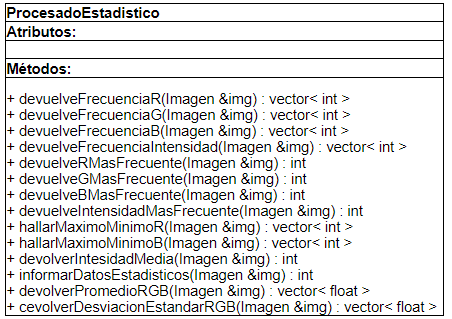 ProcesadoEstadistico
Atributos:
Métodos:
+ devuelveFrecuenciaR(Imagen &img) : vector< int >
+ devuelveFrecuenciaG(Imagen &img) : vector< int >
+ devuelveFrecuenciaB(Imagen &img) : vector< int >
+ devuelveFrecuenciaIntensidad(Imagen &img) : vector< int >
+ devuelveRMasFrecuente(Imagen &img) : int
+ devuelveGMasFrecuente(Imagen &img) : int
+ devuelveBMasFrecuente(Imagen &img) : int
+ devuelveIntensidadMasFrecuente(Imagen &img) : int
+ hallarMaximoMinimoR(Imagen &img) : vector< int >
+ hallarMaximoMinimoB(Imagen &img) : vector< int >
+ devolverIntesidadMedia(Imagen &img) : int
+ informarDatosEstadisticos(Imagen &img) : int
+ devolverPromedioRGB(Imagen &img) : vector< float >
+ cevolverDesviacionEstandarRGB(Imagen &img) : vector< float >